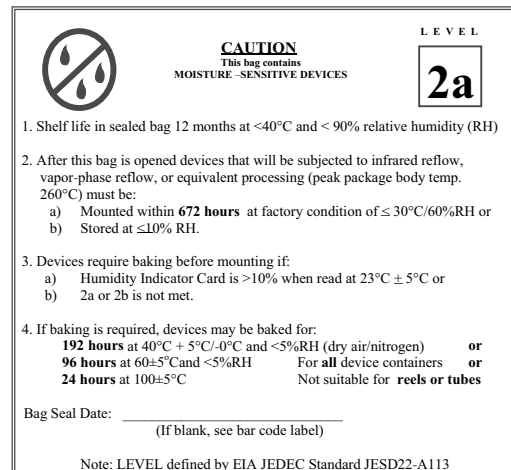 LEVEL
CAUTION
This bag contains
MOISTURE –SENSITIVE DEVICES
2a
1. Shelf life in sealed bag 12 months at <40°C and < 90% relative humidity (RH)
2. After this bag is opened devices that will be subjected to infrared reflow,
vapor-phase reflow, or equivalent processing (peak package body temp.
260°C) must be:
a) Mounted within 672 hours at factory condition of ≤ 30°C/60%RH or
b) Stored at ≤10% RH.
3. Devices require baking before mounting if:
a) Humidity Indicator Card is >10% when read at 23°C ± 5°C or
b) 2a or 2b is not met.
4. If baking is required, devices may be baked for:
192 hours at 40°C + 5°C/-0°C and <5%RH (dry air/nitrogen) or
96 hours at 60±5°Cand <5%RH For all device containers or
24 hours at 100±5°C Not suitable for reels or tubes
Bag Seal Date: ______________________________
(If blank, see bar code label)
Note: LEVEL defined by EIA JEDEC Standard JESD22-A113